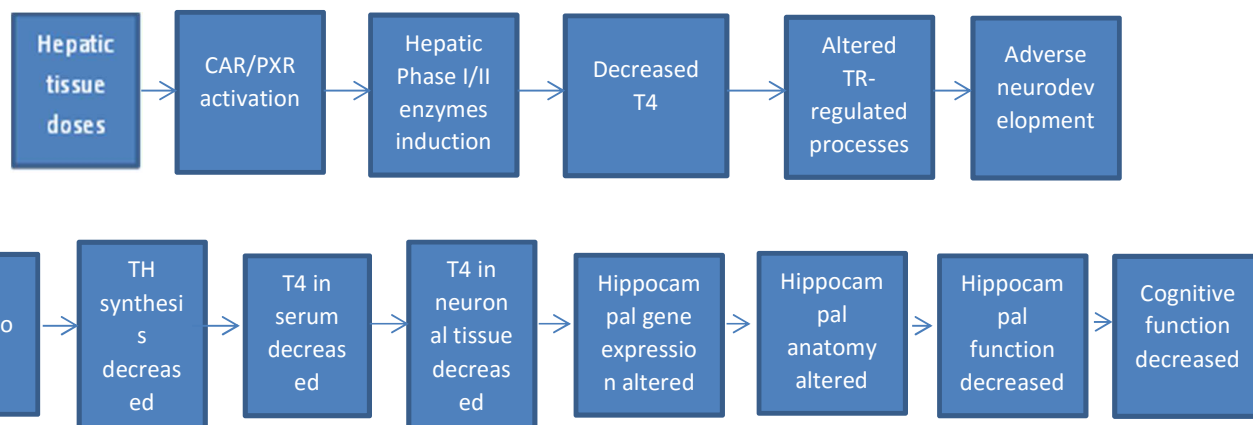 Hepatic
tissue
doses
CAR/PXR
activation
Hepatic
Phase I/II
enzymes
induction
Decreased
T4
Altered
TR-
regulated
processes
Adverse
neurodev
elopment
o
TH
synthesi
s
decreas
ed
T4 in
serum
decreas
ed
T4 in
neuron
al tissue
decreas
ed
Hippocam
pal gene
expressio
n altered
Hippocam
pal
anatomy
altered
Hippocam
pal
function
decreased
Cognitive
function
decreased